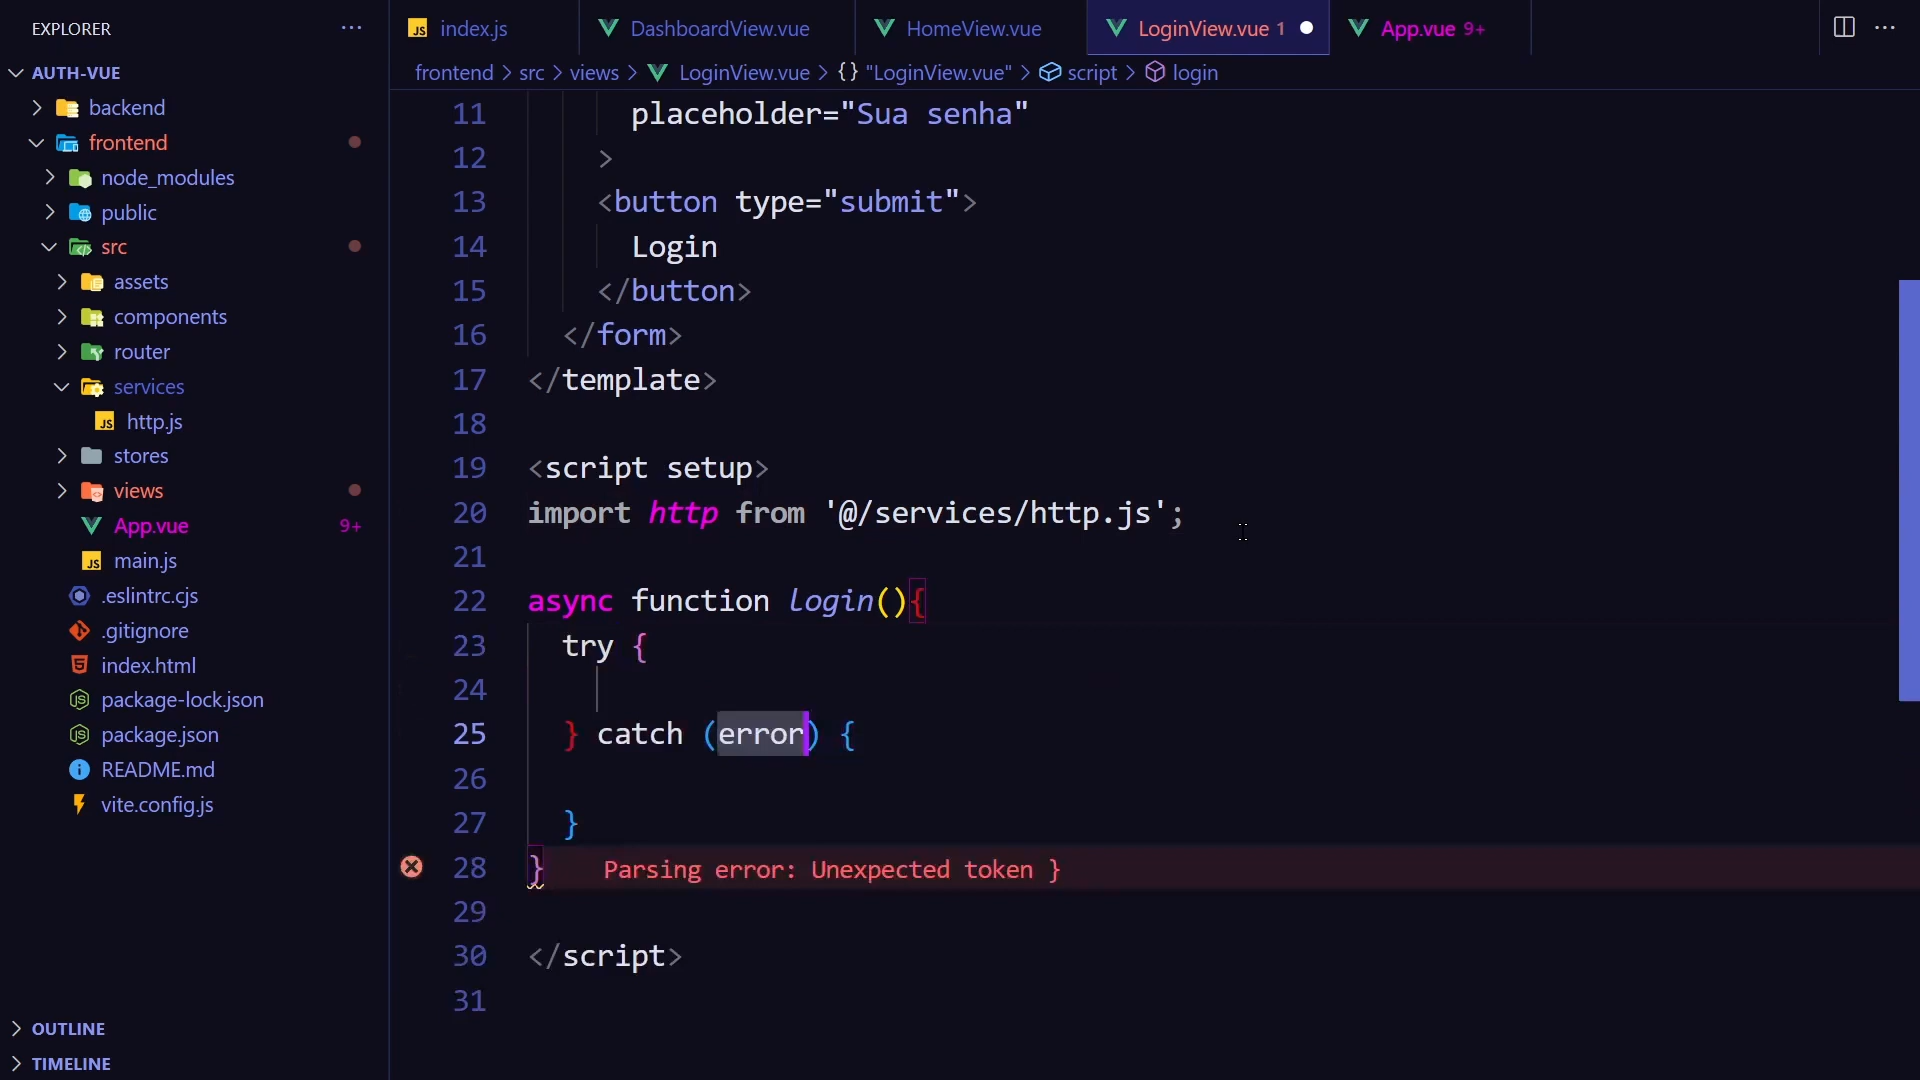 EXPLORER
AUTH-VUE
backend
frontend
node_modules
public
src
assets
components
router
services
JS http.js
stores
views
App.vue 9+
JS main.js
.eslintrc.cjs
.gitignore
index.html
package-lock.json
package.json
README.md
vite.config.js
OUTLINE
TIMELINE
JS index.js
DashboardView.vue
HomeView.vue
LoginView.vue 1
App.vue 9+
frontend > src > views > LoginView.vue > {} "LoginView.vue" > script > login
11 placeholder="Sua senha"
12 >
13 <button type="submit">
14 Login
15 </button>
16 </form>
17 </template>
18
19 <script setup>
20 import http from '@/services/http.js';
21
22 async function login(){
23 try {
24
25 } catch (error) {
26
27 }
28 } Parsing error: Unexpected token }
29
30 </script>
31